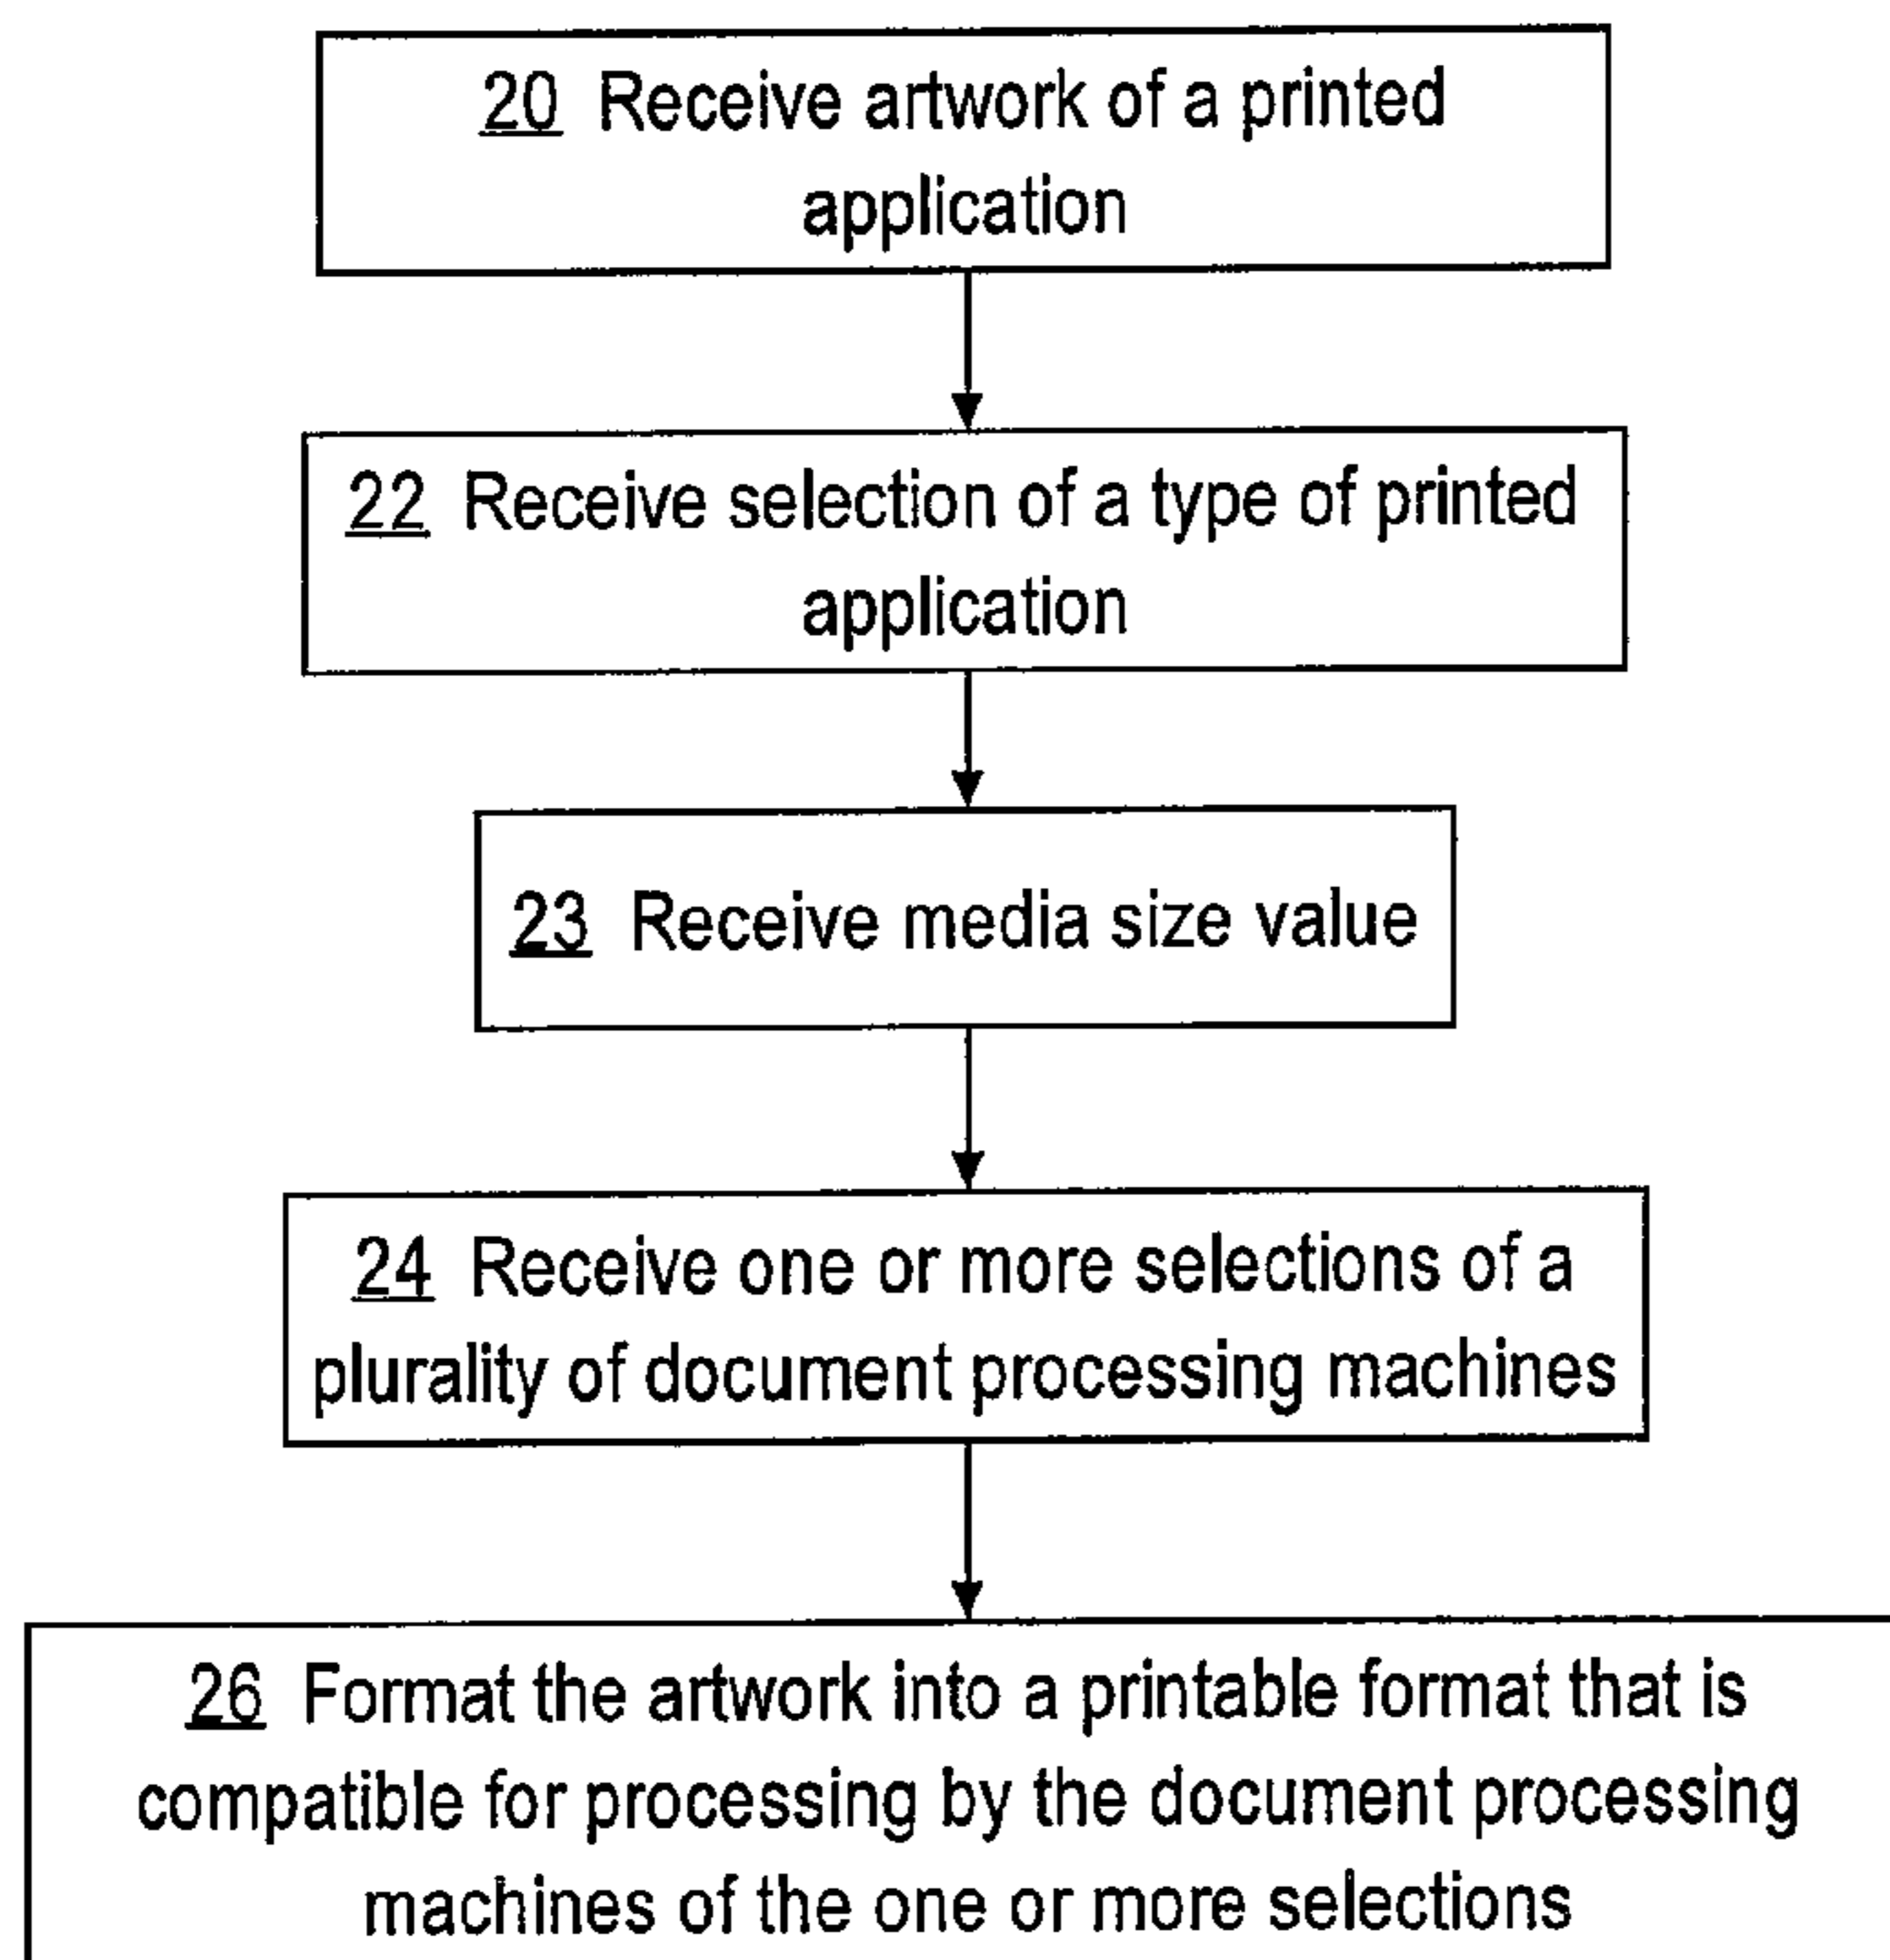 20 Receive artwork of a printed
application
22 Receive selection of a type of printed
application
23 Receive media size value
24 Receive one or more selections of a
plurality of document processing machines
26 Format the artwork into a printable format that is
compatible for processing by the document processing
machines of the one or more selections